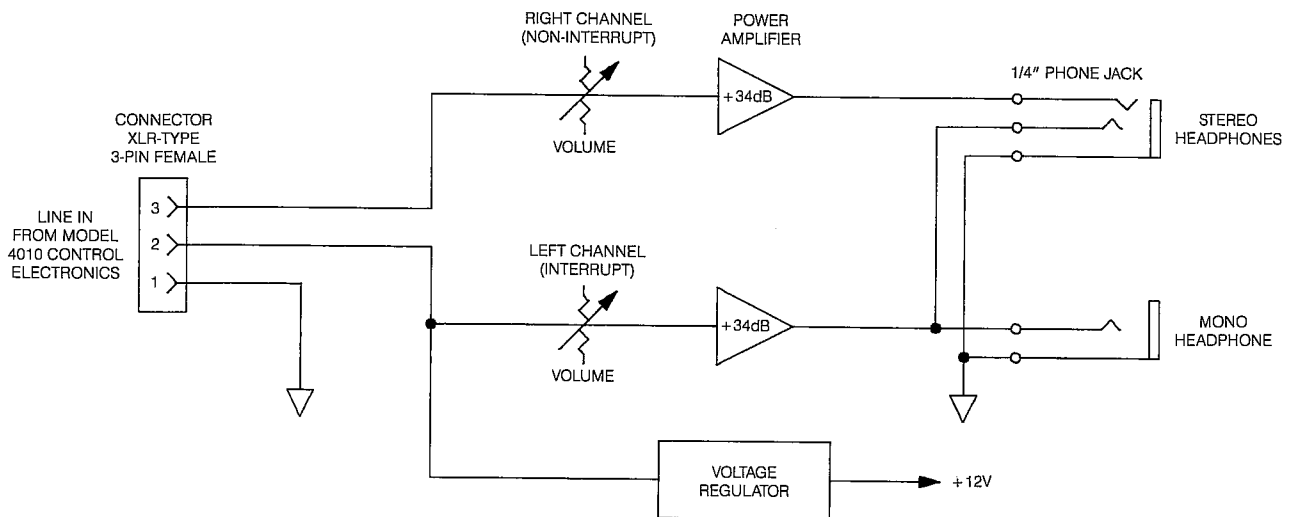 RIGHT CHANNEL
(NON-INTERRUPT)
VOLUME
POWER
AMPLIFIER
+34dB
1/4" PHONE JACK
STEREO
HEADPHONES
CONNECTOR
XLR-TYPE
3-PIN FEMALE
3
2
1
LINE IN
FROM MODEL
4010 CONTROL
ELECTRONICS
LEFT CHANNEL
(INTERRUPT)
VOLUME
+34dB
MONO
HEADPHONE
VOLTAGE
REGULATOR
+12V